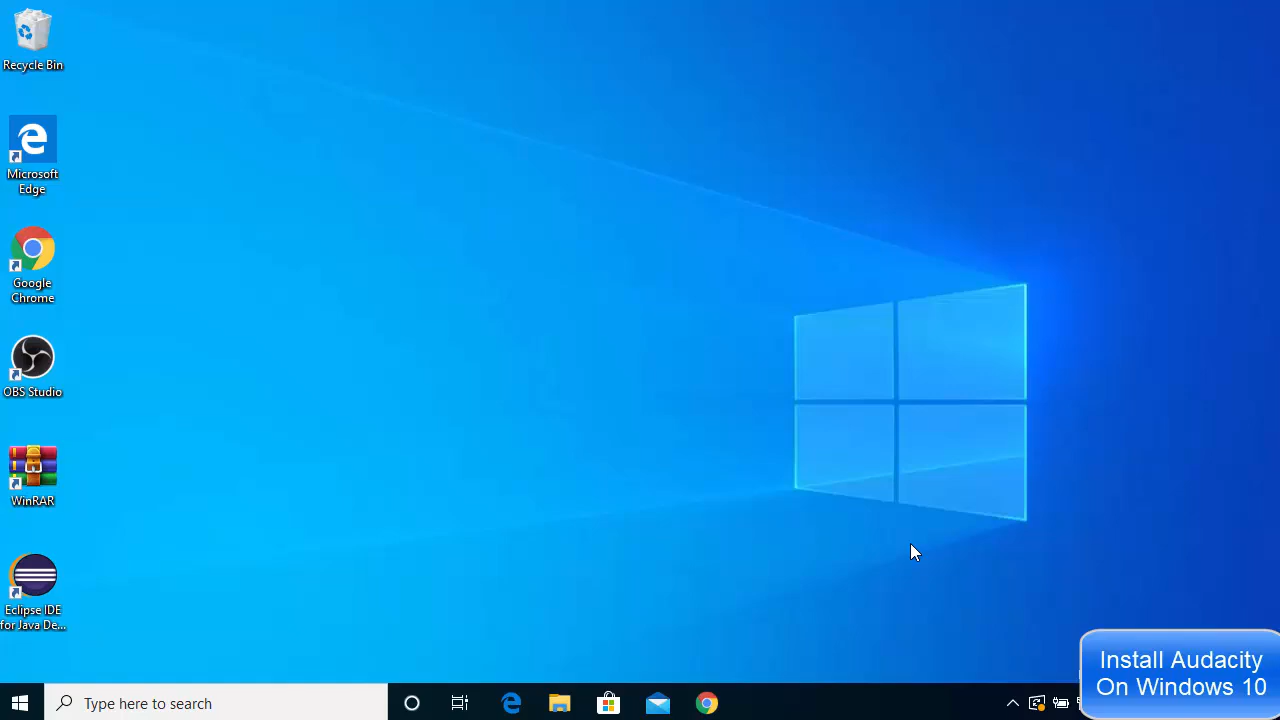 Recycle Bin
Microsoft
Edge
Google
Chrome
OBS Studio
WinRAR
Eclipse IDE
for Java De...
Type here to search
Install Audacity
On Windows 10